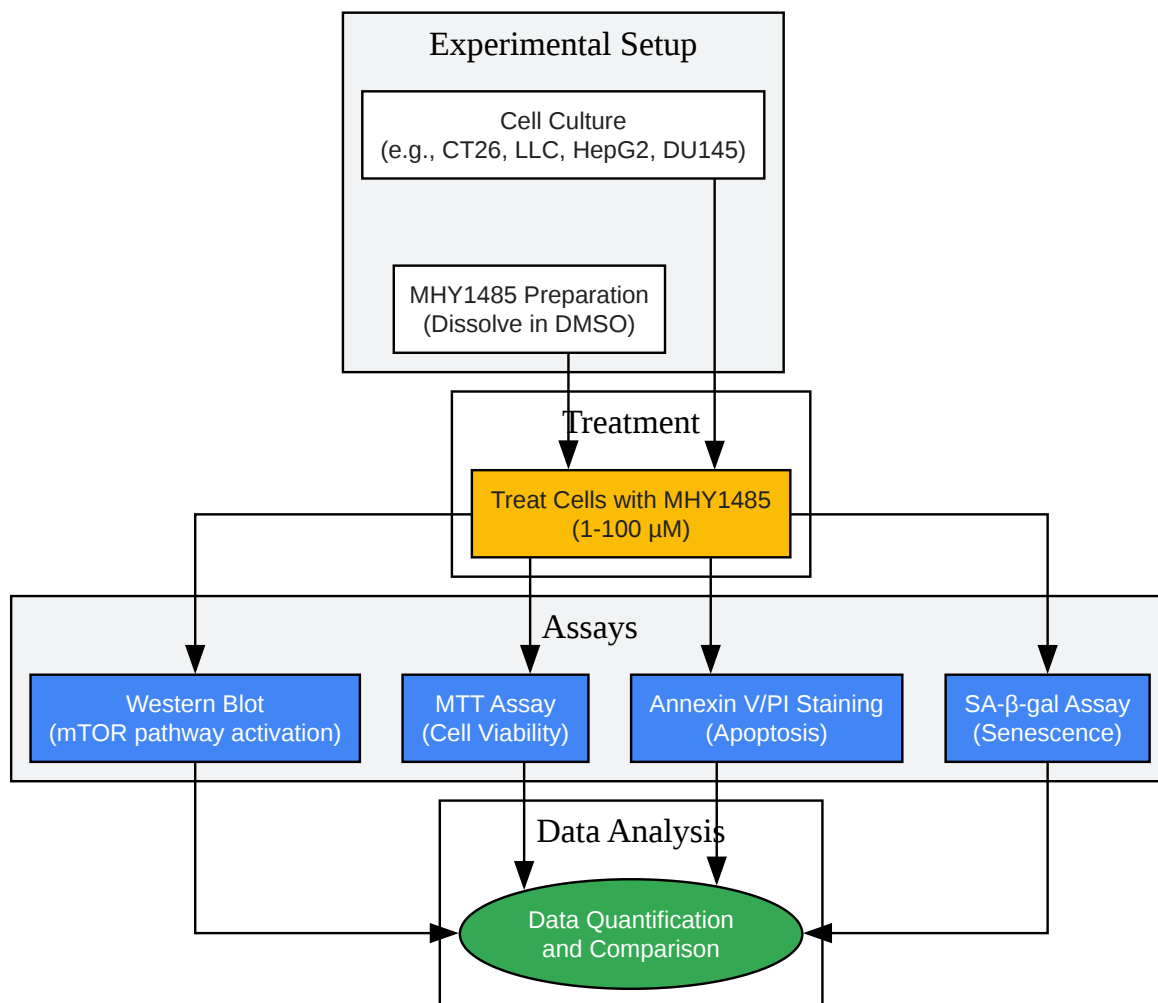 Experimental Setup
Cell Culture
(e.g., CT26, LLC, HepG2, DU145)
MHY1485 Preparation
(Dissolve in DMSO)
Treatment
Treat Cells with MHY1485
(1-100 µM)
Assays
Western Blot
(mTOR pathway activation)
MTT Assay
(Cell Viability)
Annexin V/PI Staining
(Apoptosis)
SA-β-gal Assay
(Senescence)
Data Analysis
Data Quantification
and Comparison